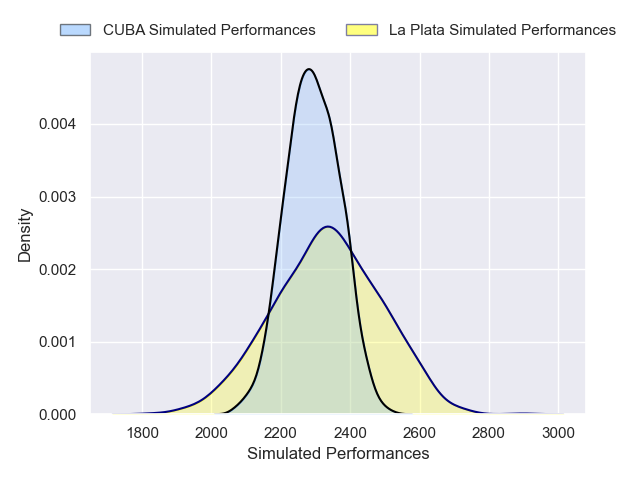 CUBA Simulated Performances La Plata Simulated Performances
0.004
0.003
0.002
0.001
0.000
Density
1800 2000 2200 2400 2600 2800 3000
Simulated Performances